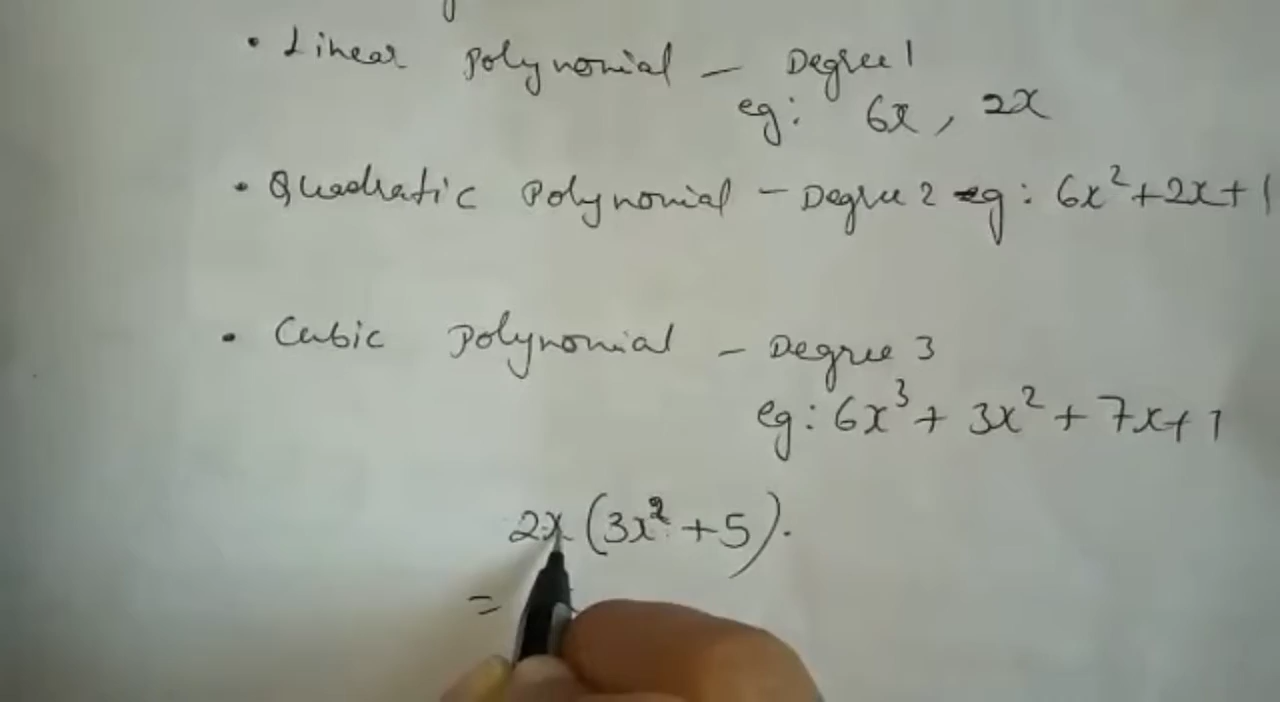 • Linear Polynomial – Degree 1
eg: 6x, 2x
• Quadratic Polynomial – Degree 2 eg: 6x²+2x+1
• Cubic Polynomial – Degree 3
eg: 6x³ + 3x² + 7x+1
2x(3x²+5).
=